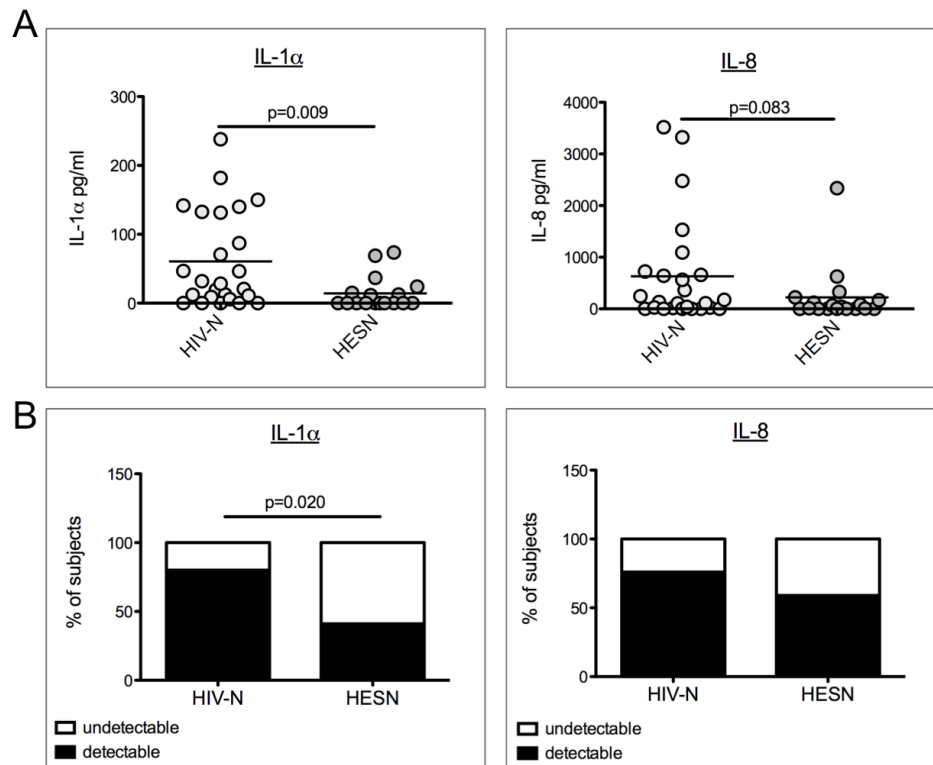 A
IL-1α
p=0.009
IL-1α pg/ml
300
200
100
0
HIV-N
HESN
IL-8
p=0.083
IL-8 pg/ml
4000
3000
2000
1000
0
HIV-N
HESN
B
IL-1α
p=0.020
% of subjects
150
100
50
0
HIV-N
HESN
undetectable
detectable
IL-8
% of subjects
150
100
50
0
HIV-N
HESN
undetectable
detectable